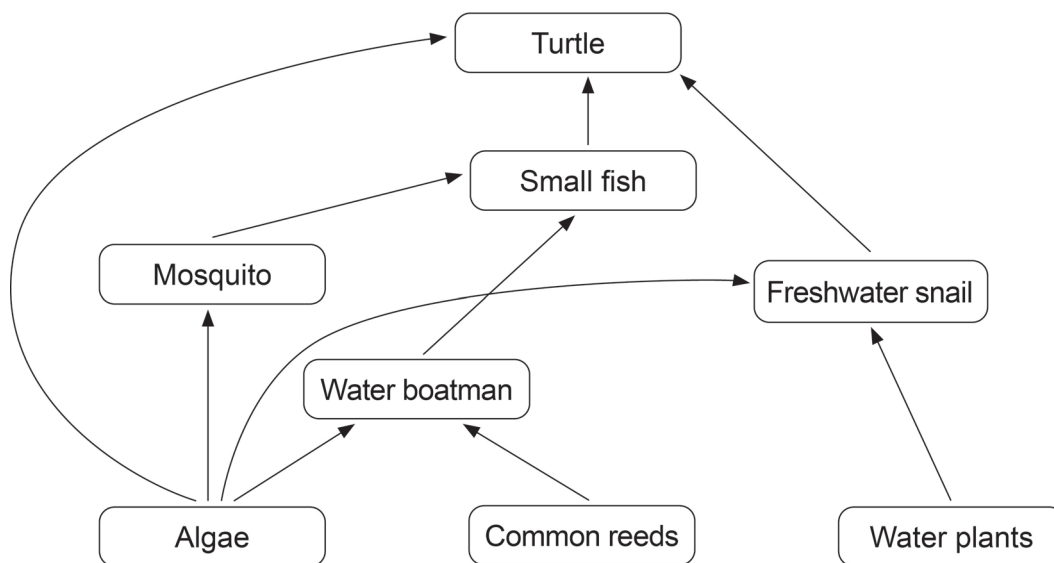 Turtle
Small fish
Mosquito
Freshwater snail
Water boatman
Algae
Common reeds
Water plants